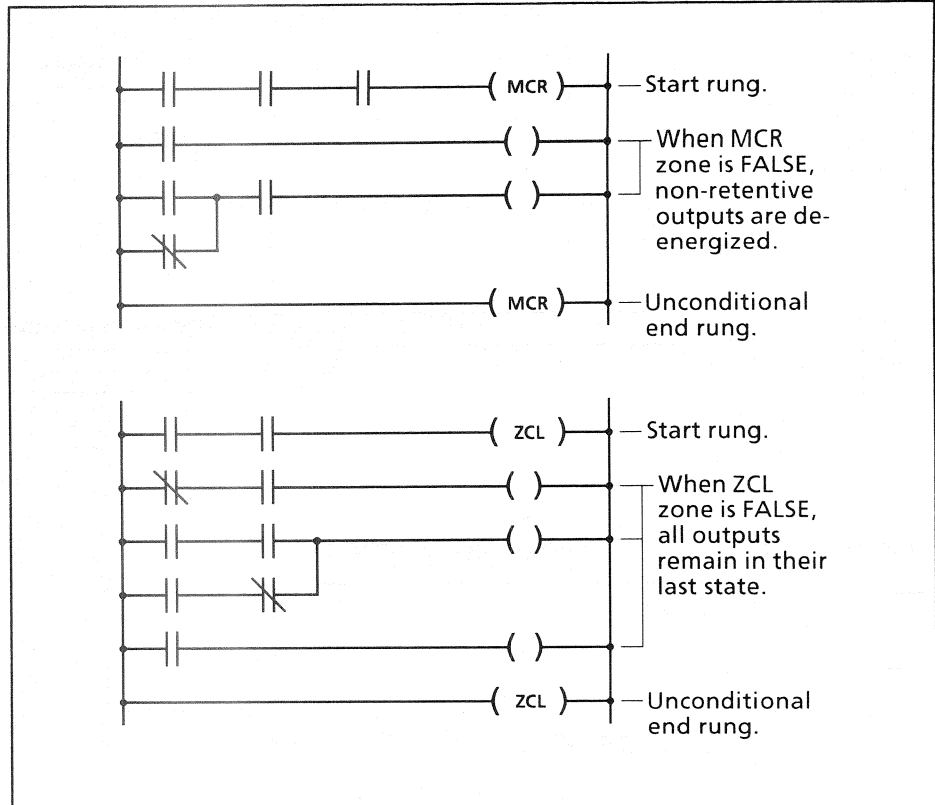 ( MCR )
Start rung.
( )
When MCR
zone is FALSE,
non-retentive
outputs are de-
energized.
( )
( MCR )
Unconditional
end rung.
( ZCL )
Start rung.
( )
When ZCL
zone is FALSE,
all outputs
remain in their
last state.
( )
( )
( ZCL )
Unconditional
end rung.